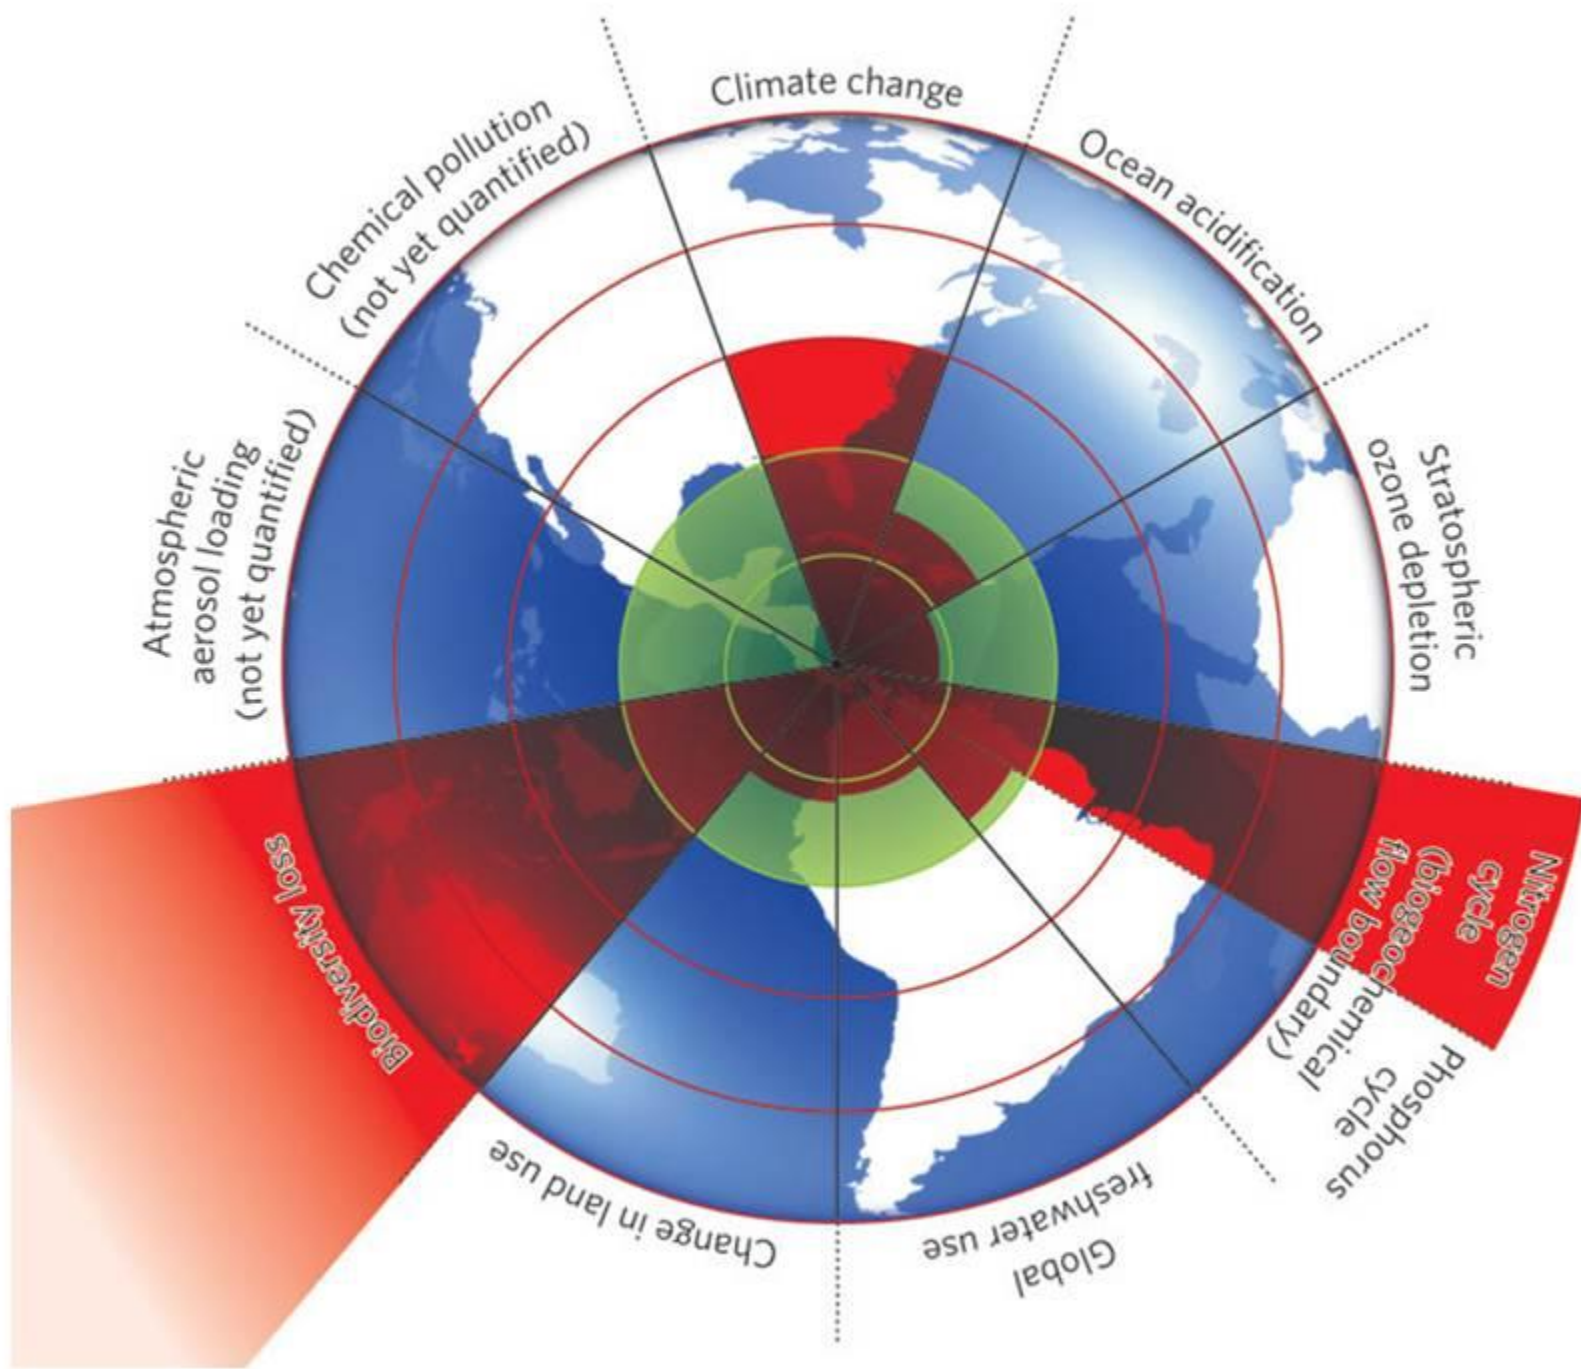 Climate change
Ocean acidification
Stratospheric
ozone depletion
Nitrogen
cycle
(biogeochemical
flow boundary)
Phosphorus
cycle
Global
freshwater use
Change in land use
Biodiversity loss
Atmospheric
aerosol loading
(not yet quantified)
Chemical pollution
(not yet quantified)